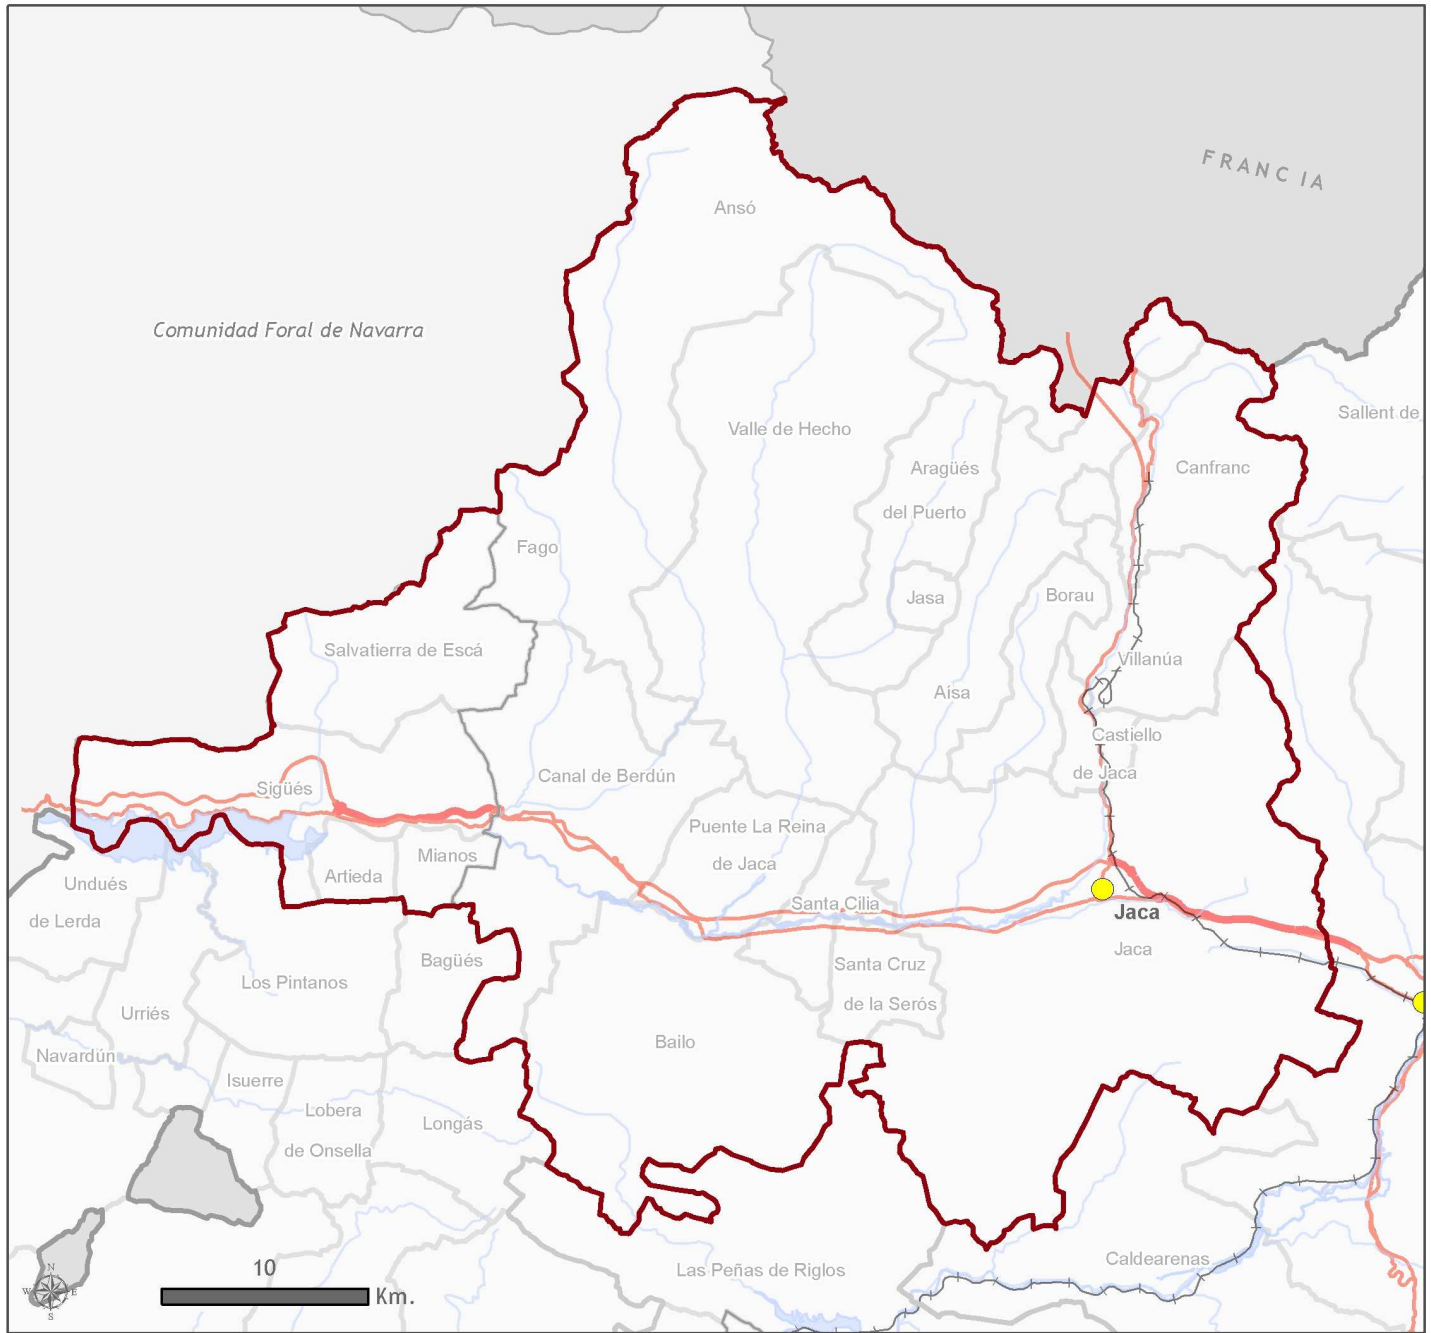 FRANCIA
Ansó
Comunidad Foral de Navarra
Sallent de
Valle de Hecho
Aragüés
del Puerto
Canfranc
Fago
Jasa
Borau
Salvatierra de Escá
Villanúa
Aísa
Castiello
de Jaca
Sigüés
Canal de Berdún
Puente La Reina
de Jaca
Mianos
Artieda
Undués
de Lerda
Santa Cilia
Jaca
Jaca
Bagüés
Los Pintanos
Santa Cruz
de la Serós
Urriés
Bailo
Navardún
Isuerre
Lobera
de Onsella
Longás
Caldearenas
Las Peñas de Riglos
10
Km.
N
W
E
S